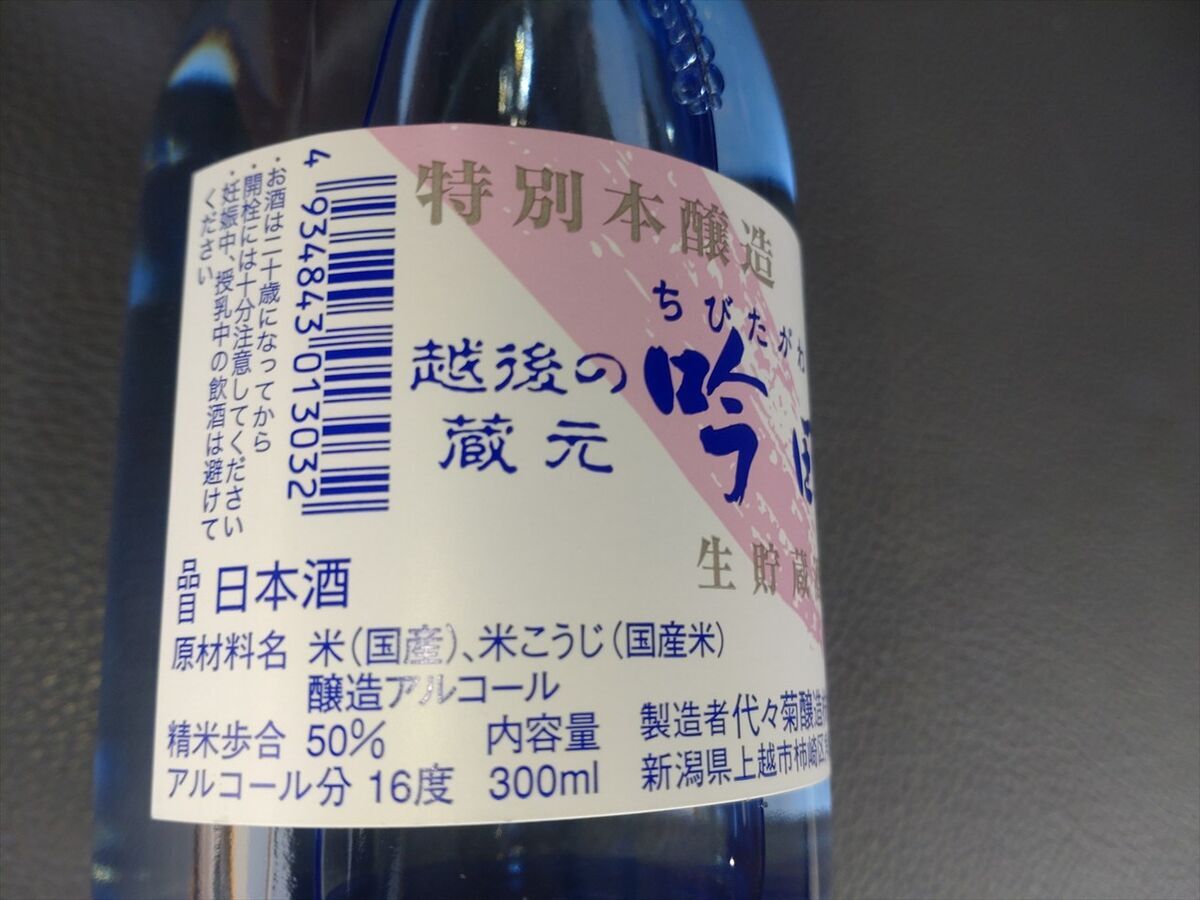 特別本醸造
ちびたがわ
越後の
蔵元
吟田
生貯蔵
お酒は二十歳になってから
・開栓には十分注意してください
・妊娠中、授乳中の飲酒は避けて
ください
4 934843 013032
品目 日本酒
原材料名 米(国産)、米こうじ(国産米)
醸造アルコール
精米歩合 50% 内容量
アルコール分 16度 300ml
製造者代々菊醸造
新潟県上越市柿崎区